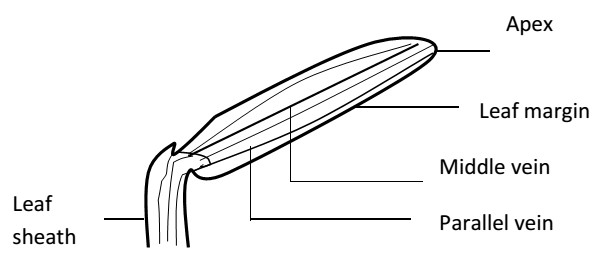 Apex
Leaf margin
Middle vein
Parallel vein
Leaf
sheath